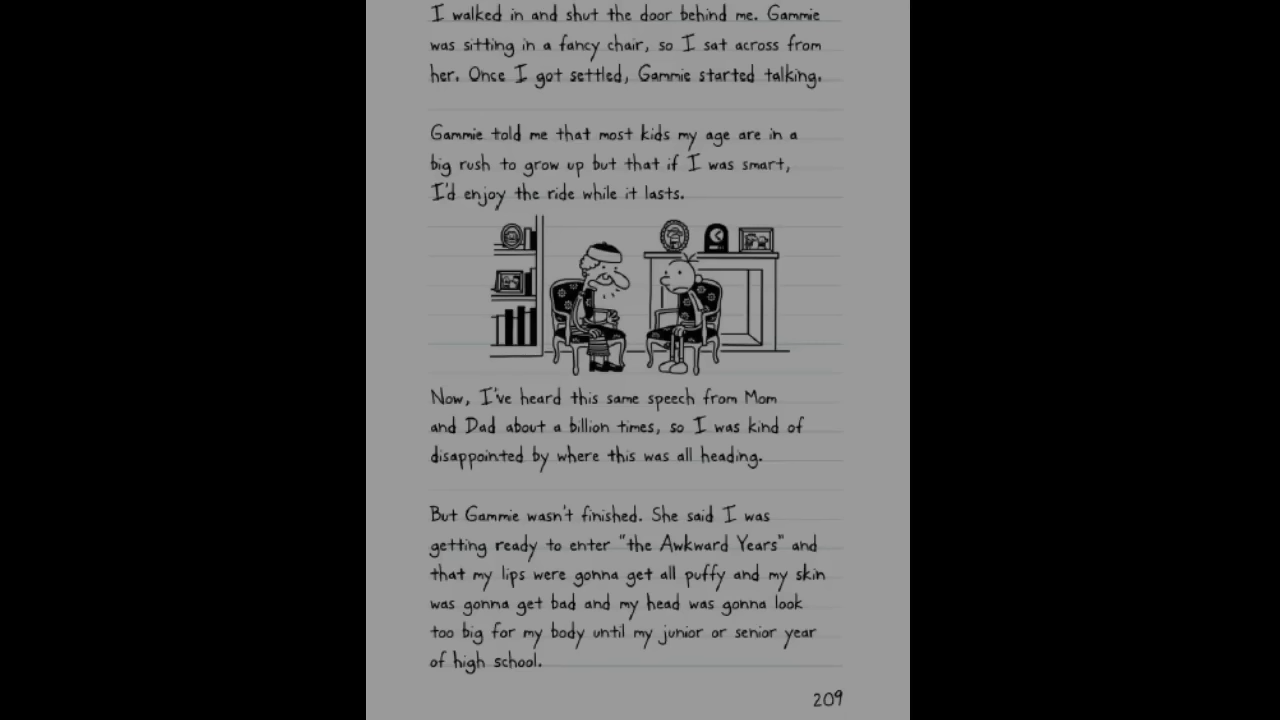 I walked in and shut the door behind me. Gammie
was sitting in a fancy chair, so I sat across from
her. Once I got settled, Gammie started talking.
Gammie told me that most kids my age are in a
big rush to grow up but that if I was smart,
I'd enjoy the ride while it lasts.
Now, I've heard this same speech from Mom
and Dad about a billion times, so I was kind of
disappointed by where this was all heading.
But Gammie wasn't finished. She said I was
getting ready to enter "the Awkward Years" and
that my lips were gonna get all puffy and my skin
was gonna get bad and my head was gonna look
too big for my body until my junior or senior year
of high school.
209